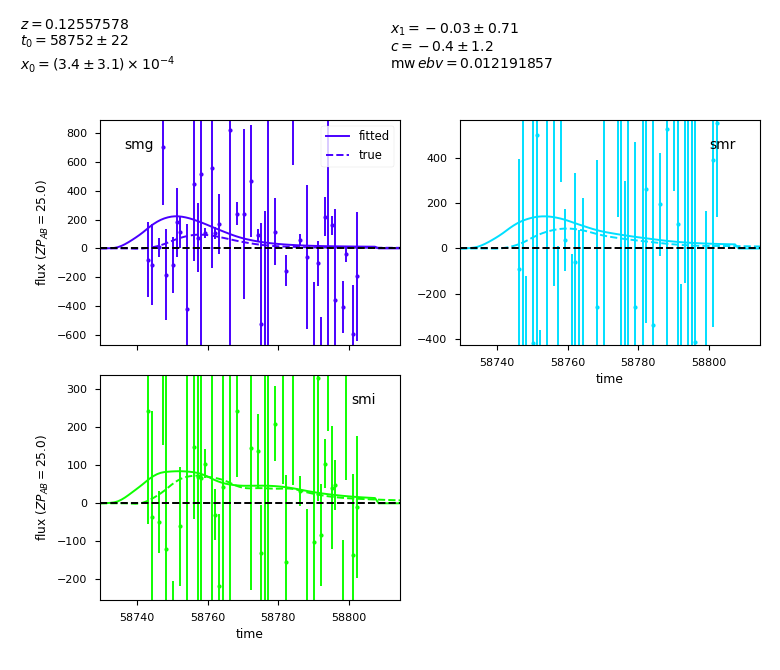 z = 0.12557578
t₀ = 58752 ± 22
x₀ = (3.4 ± 3.1) × 10⁻⁴
x₁ = −0.03 ± 0.71
c = −0.4 ± 1.2
mw ebv = 0.012191857
smg
fitted
true
800
600
400
200
0
−200
−400
−600
flux (ZP_AB = 25.0)
smr
400
200
0
−200
−400
58740 58760 58780 58800
time
smi
300
200
100
0
−100
−200
flux (ZP_AB = 25.0)
58740 58760 58780 58800
time